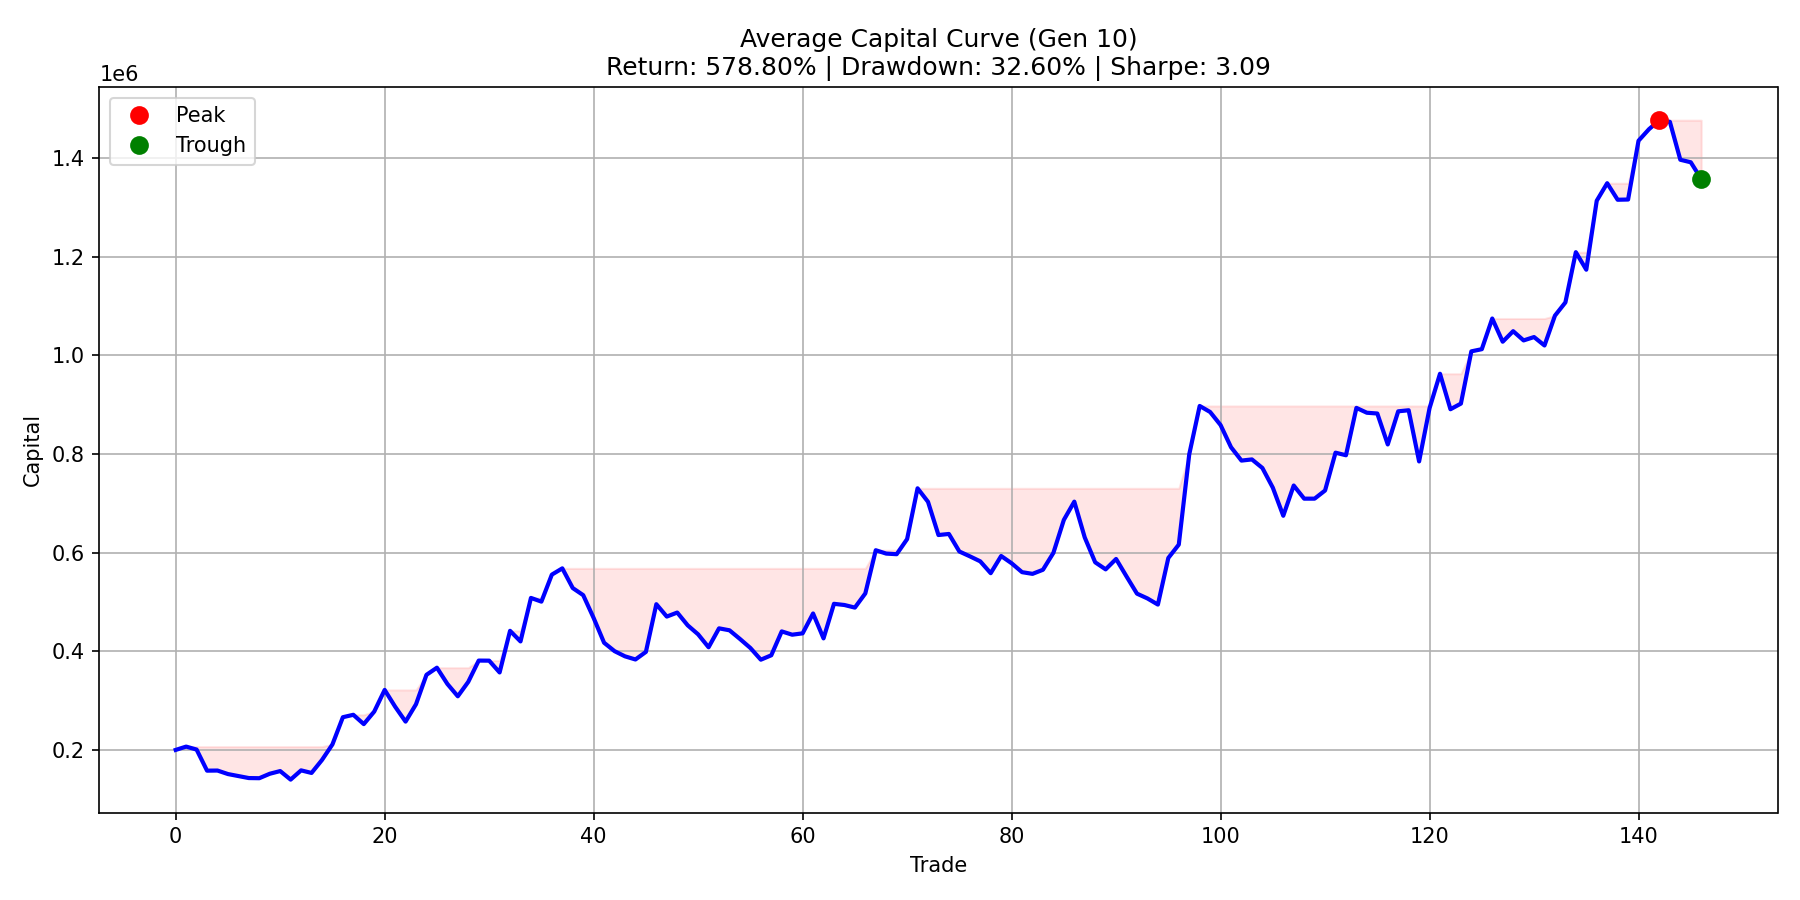 Average Capital Curve (Gen 10)
Return: 578.80% | Drawdown: 32.60% | Sharpe: 3.09
1e6
Peak
Trough
1.4
1.2
1.0
0.8
0.6
0.4
0.2
Capital
0 20 40 60 80 100 120 140
Trade